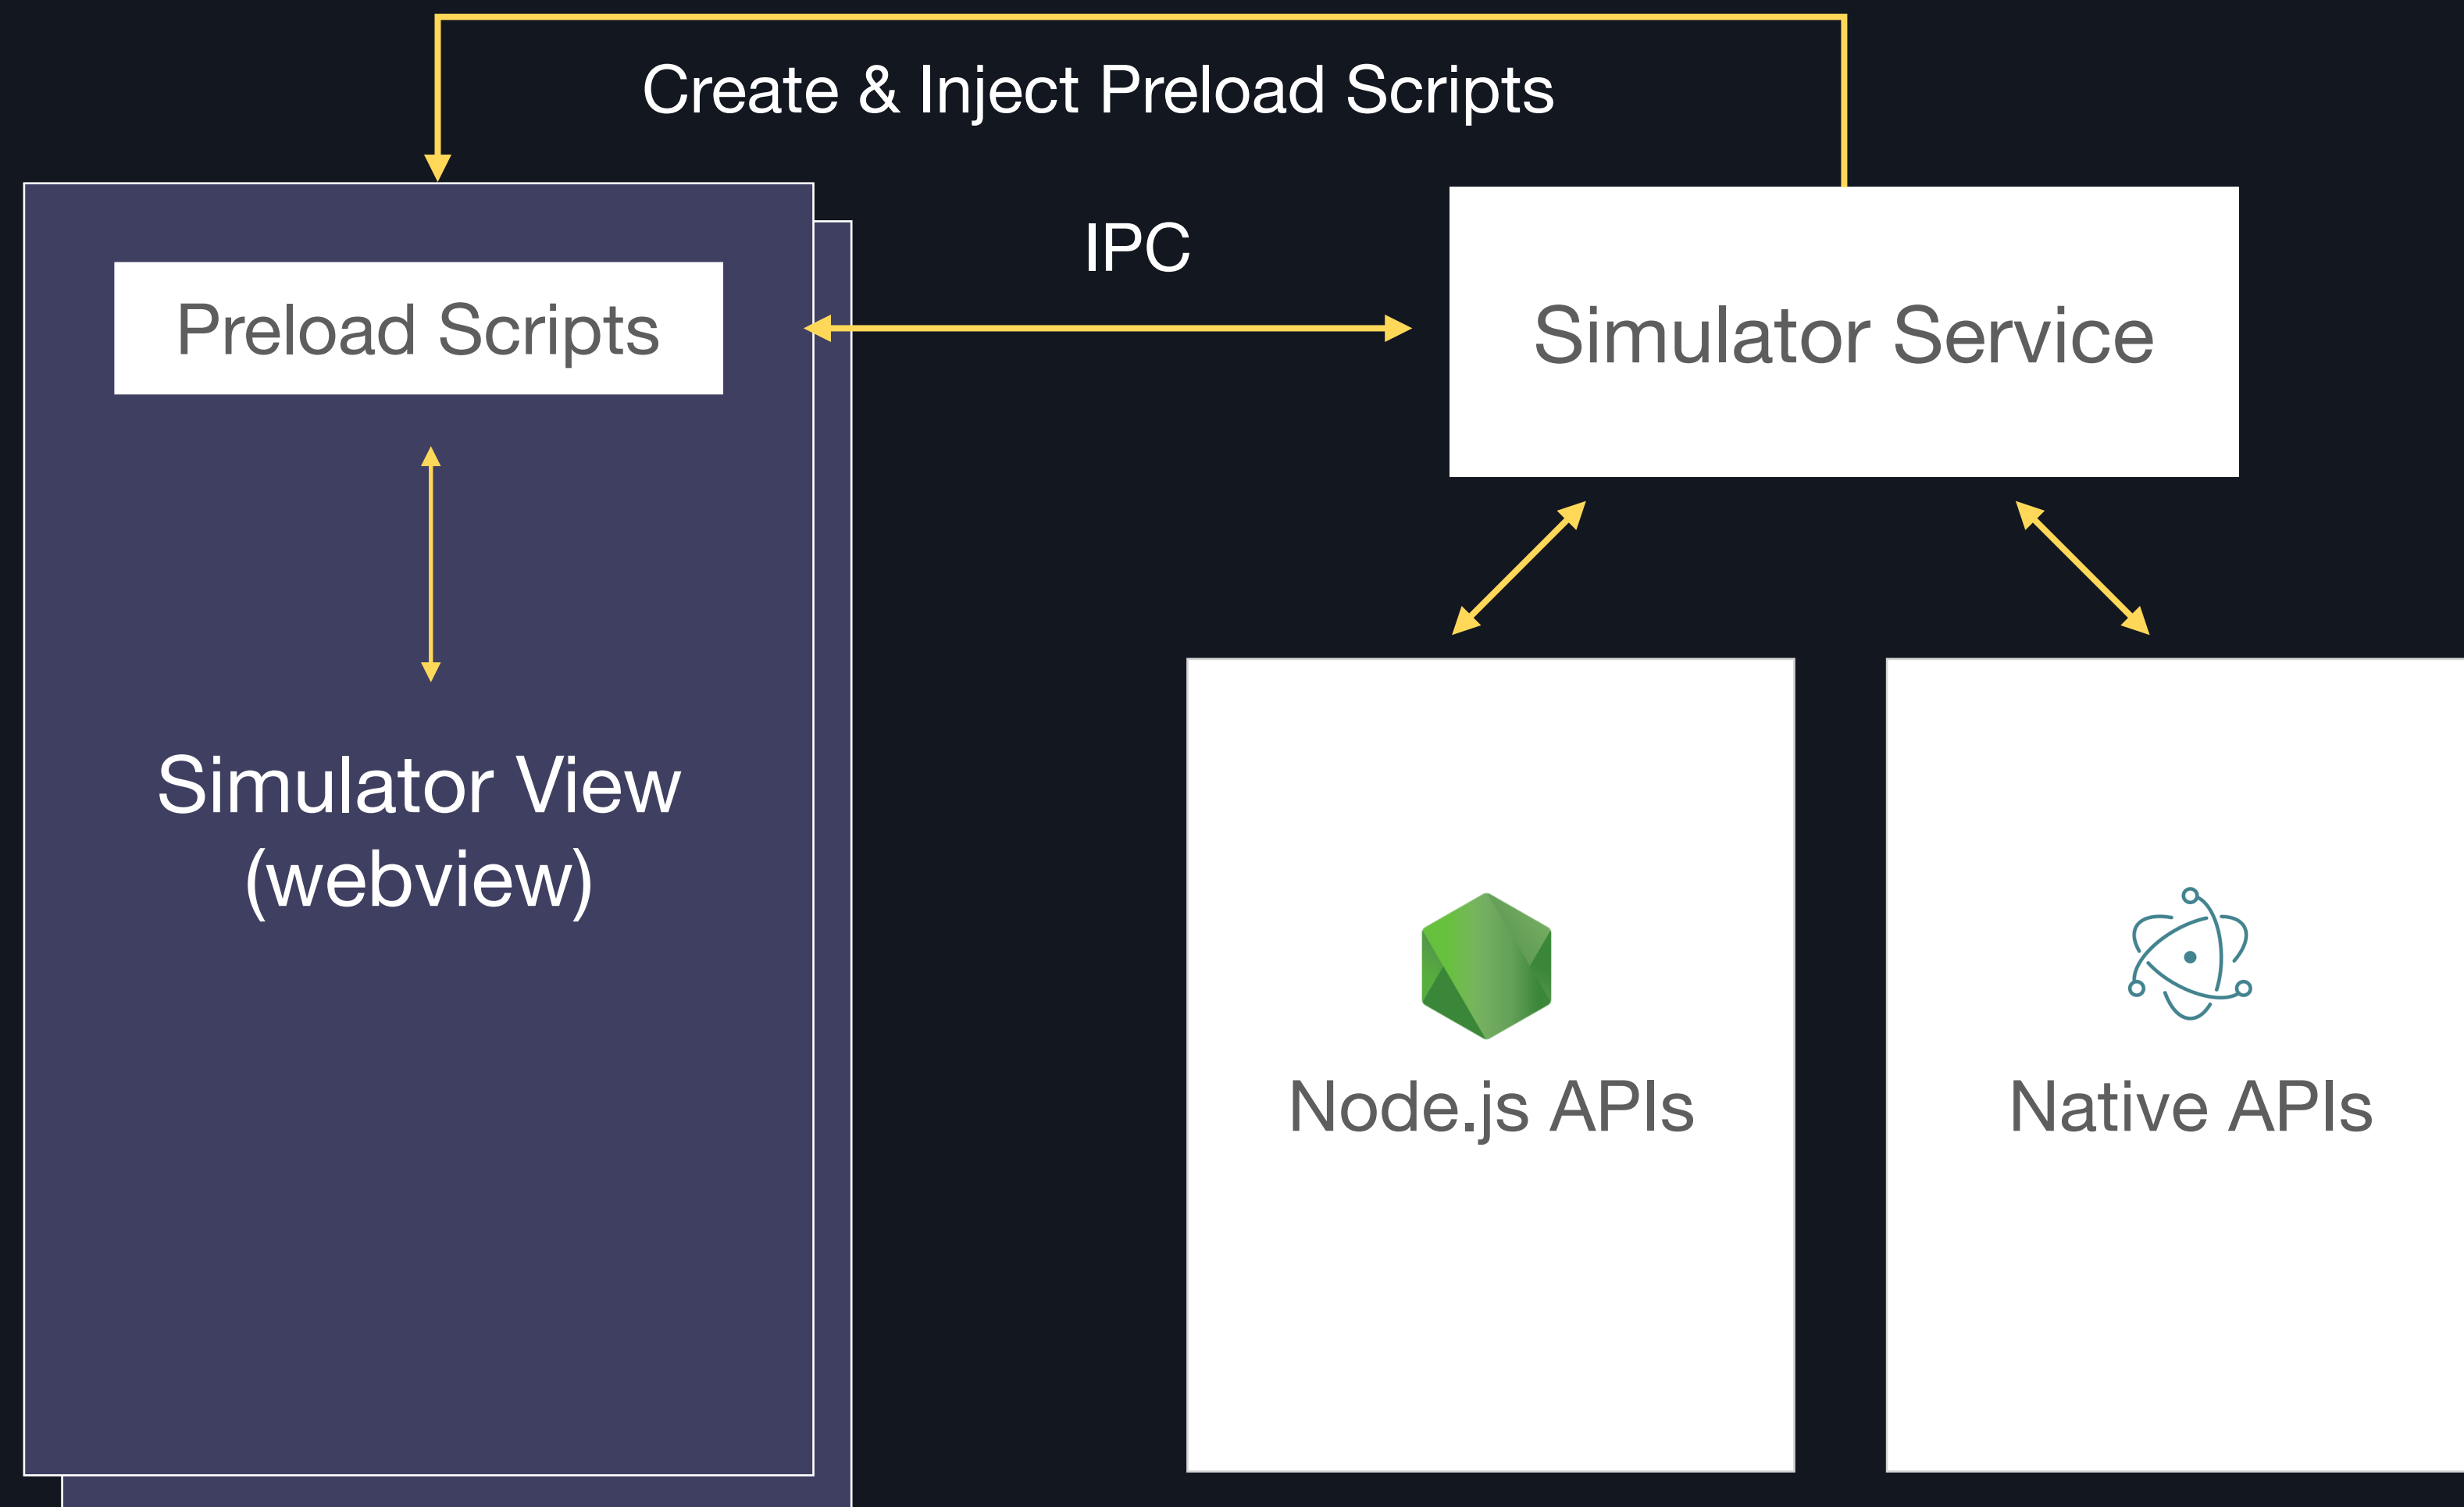 Create & Inject Preload Scripts
IPC
Preload Scripts
Simulator Service
Simulator View
(webview)
Node.js APIs
Native APIs